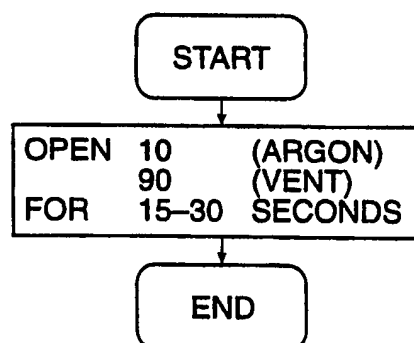 START
OPEN 10 (ARGON)
90 (VENT)
FOR 15–30 SECONDS
END